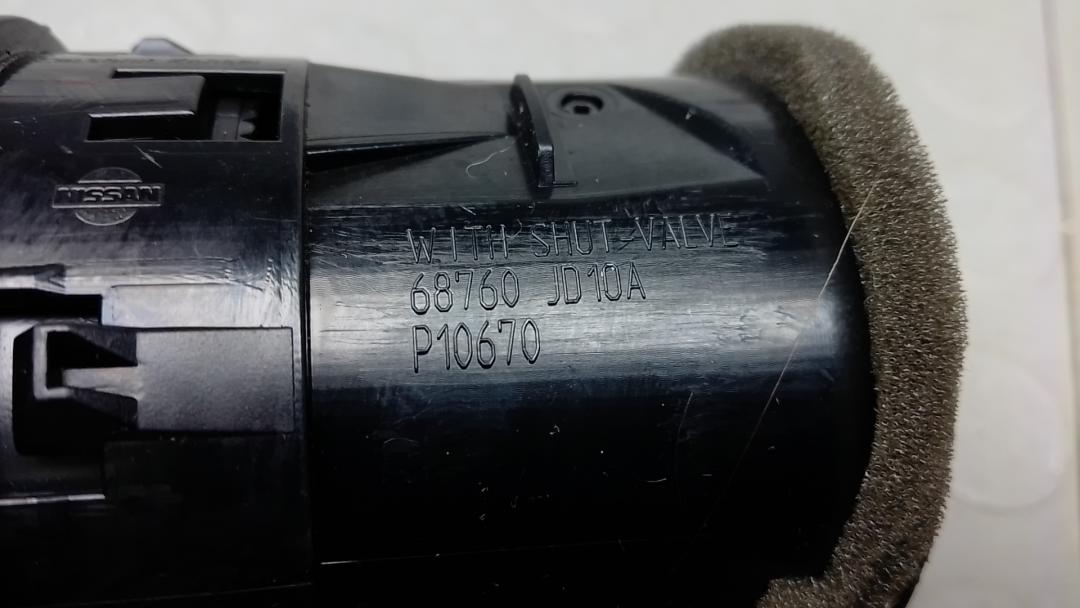 NISSAN
WITH SHUT VALVE
68760 JD10A
P10670